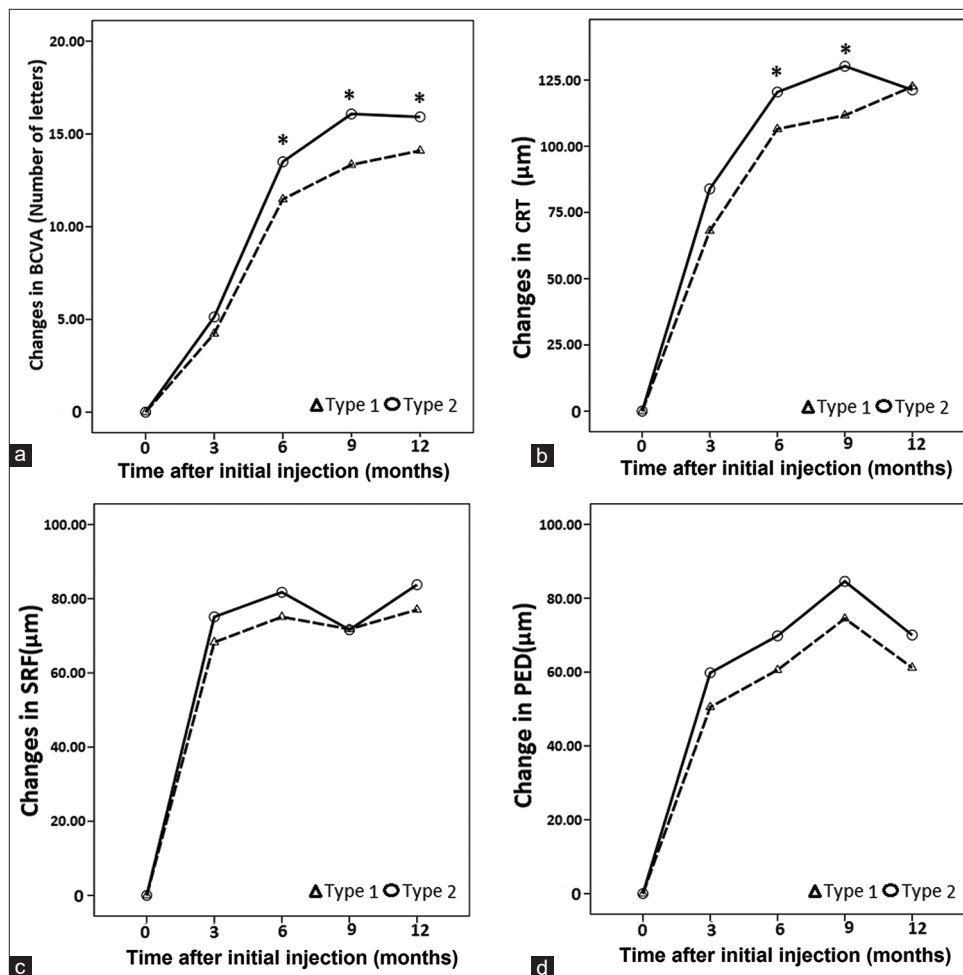 20.00
15.00
10.00
5.00
0
Changes in BCVA (Number of letters)
* * *
Type 1 Type 2
0 3 6 9 12
Time after initial injection (months)
a
125.00
100.00
75.00
50.00
25.00
0
Changes in CRT (µm)
* *
Type 1 Type 2
0 3 6 9 12
Time after initial injection (months)
b
100.00
80.00
60.00
40.00
20.00
0
Changes in SRF(µm)
Type 1 Type 2
0 3 6 9 12
Time after initial injection (months)
c
100.00
80.00
60.00
40.00
20.00
0
Change in PED(µm)
Type 1 Type 2
0 3 6 9 12
Time after initial injection (months)
d